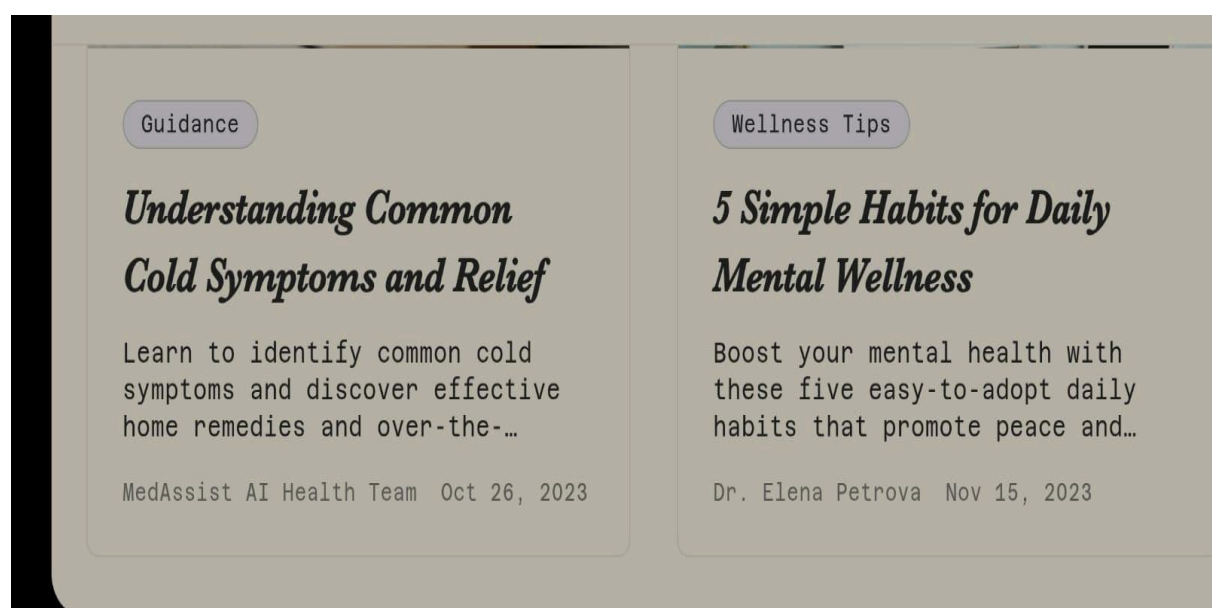 Guidance
Understanding Common
Cold Symptoms and Relief
Learn to identify common cold
symptoms and discover effective
home remedies and over-the-…
MedAssist AI Health Team Oct 26, 2023
Wellness Tips
5 Simple Habits for Daily
Mental Wellness
Boost your mental health with
these five easy-to-adopt daily
habits that promote peace and…
Dr. Elena Petrova Nov 15, 2023